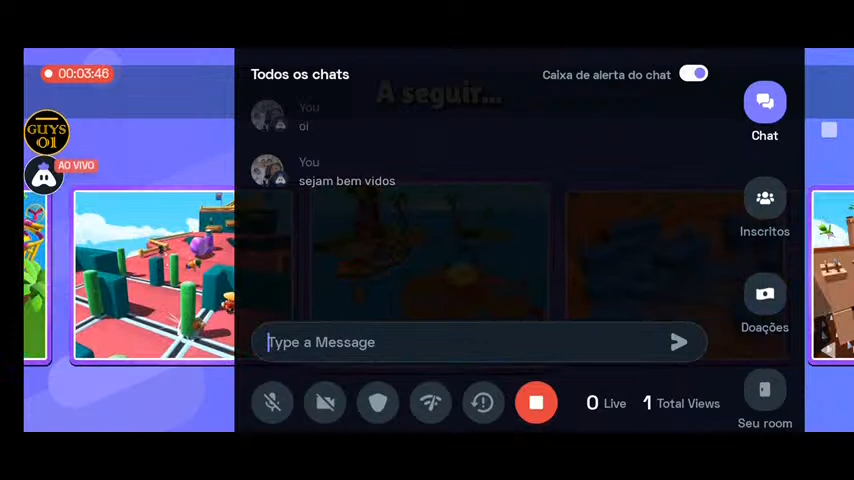 00:03:46
Todos os chats
Caixa de alerta do chat
A seguir...
GUYS
01
You
oi
Chat
AO VIVO
You
sejam bem vidos
Inscritos
Type a Message
Doações
0 Live 1 Total Views
Seu room